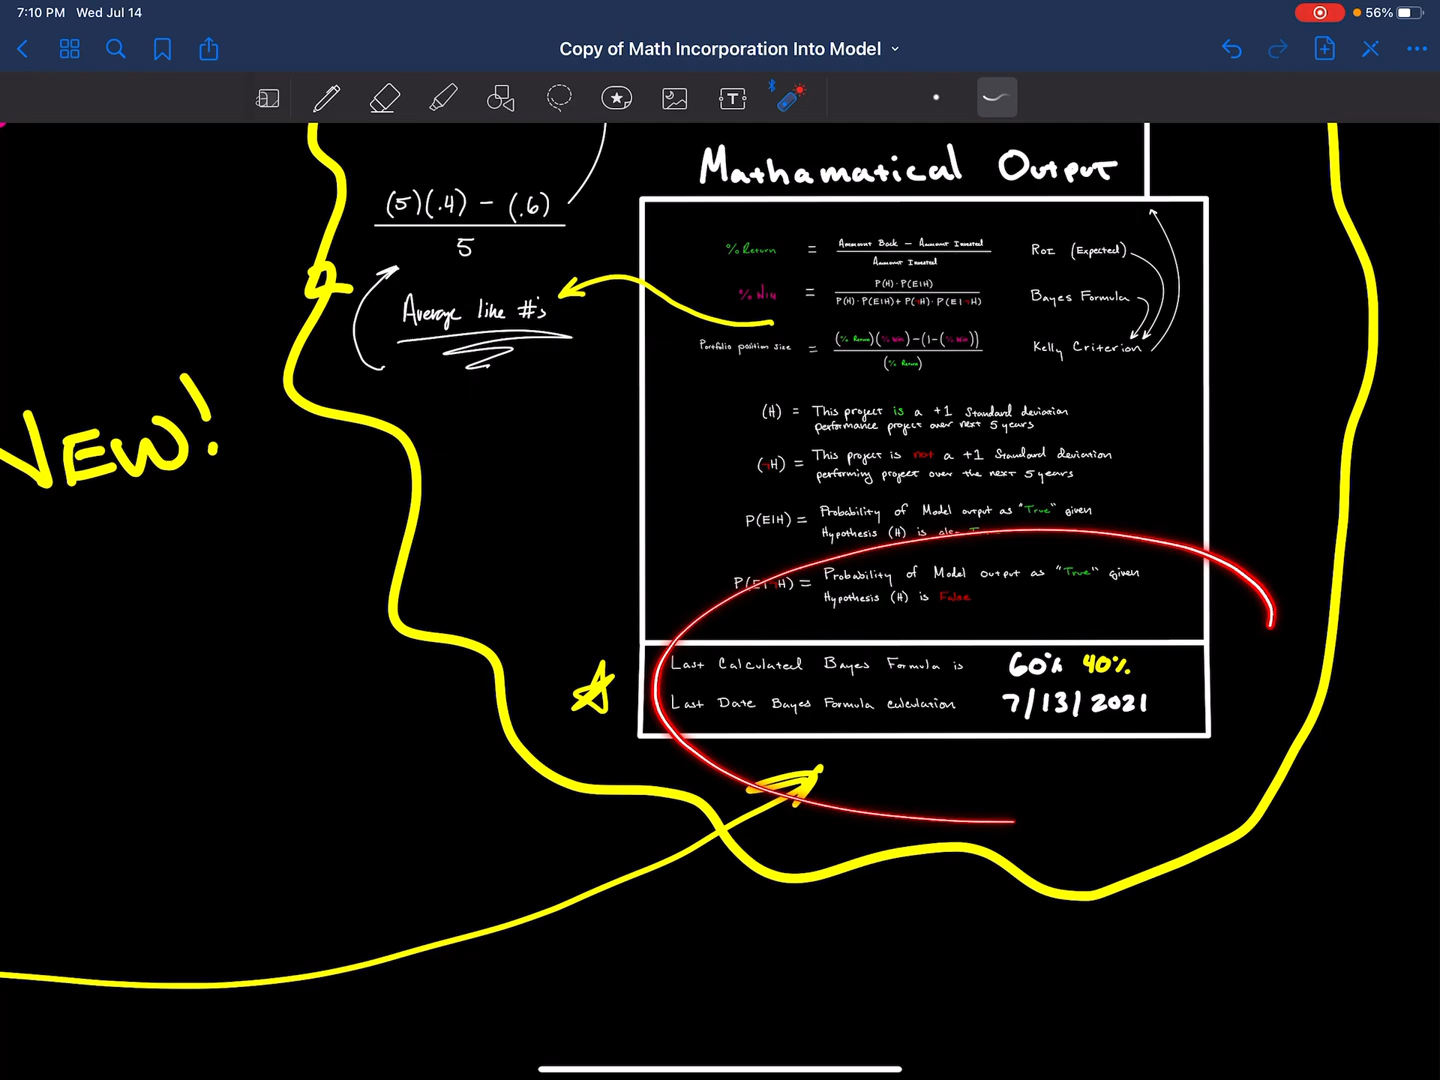 7:10 PM Wed Jul 14
56%
Copy of Math Incorporation Into Model
T
Mathamatical Output
(5)(.4) - (.6)
5
Average like #'s
NEW!
% Return = Ammount Back - Ammount Invested
Ammount Invested
ROI (Expected)
% Win = P(H) · P(E|H)
P(H) · P(E|H) + P(¬H) · P(E|¬H)
Bayes Formula
Portfolio position size = (% Return)(% Win) - (1 - (% Win))
(% Return)
Kelly Criterion
(H) = This project is a +1 Standard deviation
performance project over next 5 years
(¬H) = This project is not a +1 Standard deviation
performing project over the next 5 years
P(E|H) = Probability of Model output as "True" given
Hypothesis (H) is also True
P(E|¬H) = Probability of Model output as "True" given
Hypothesis (H) is False
Last Calculated Bayes Formula is 60% 40%
Last Date Bayes Formula calculation 7/13/2021